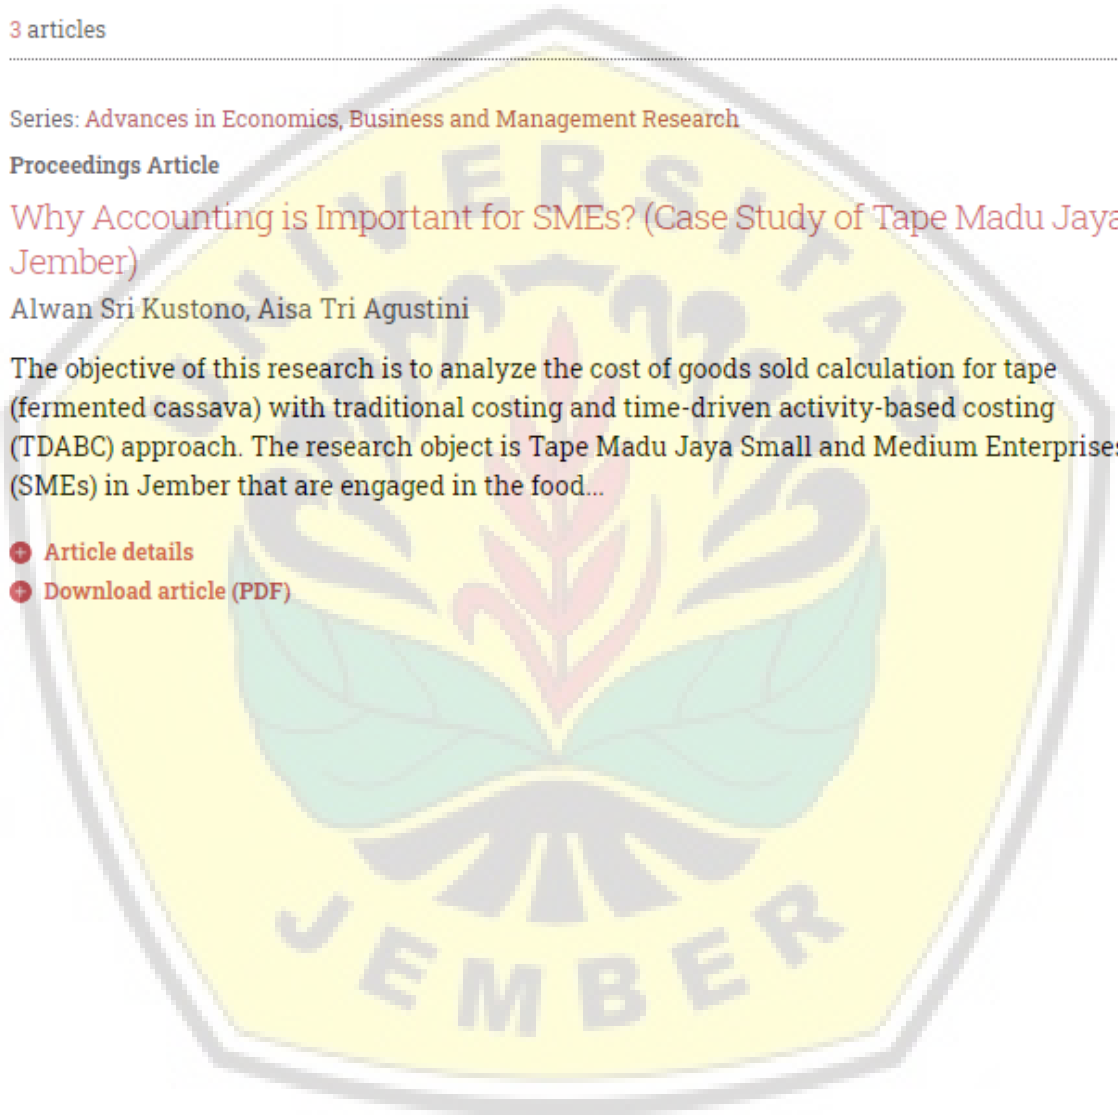 3 articles
Series: Advances in Economics, Business and Management Research
Proceedings Article
Why Accounting is Important for SMEs? (Case Study of Tape Madu Jaya
Jember)
Alwan Sri Kustono, Aisa Tri Agustini
The objective of this research is to analyze the cost of goods sold calculation for tape
(fermented cassava) with traditional costing and time-driven activity-based costing
(TDABC) approach. The research object is Tape Madu Jaya Small and Medium Enterprises
(SMEs) in Jember that are engaged in the food...
Article details
Download article (PDF)
UNIVERSITAS
JEMBER